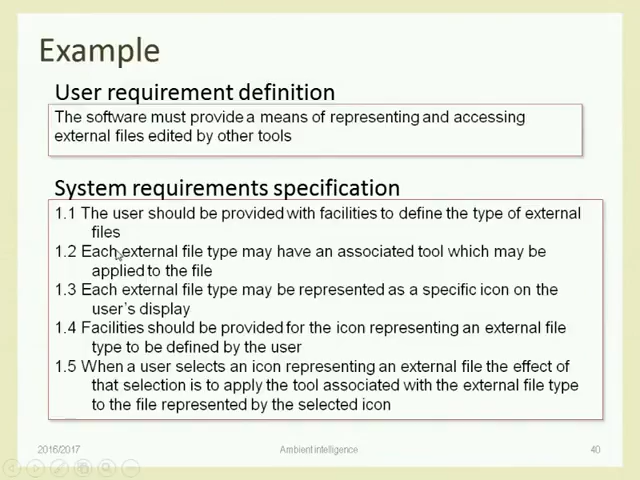 Example
User requirement definition
The software must provide a means of representing and accessing
external files edited by other tools
System requirements specification
1.1 The user should be provided with facilities to define the type of external
files
1.2 Each external file type may have an associated tool which may be
applied to the file
1.3 Each external file type may be represented as a specific icon on the
user's display
1.4 Facilities should be provided for the icon representing an external file
type to be defined by the user
1.5 When a user selects an icon representing an external file the effect of
that selection is to apply the tool associated with the external file type
to the file represented by the selected icon
2016/2017
Ambient intelligence
40